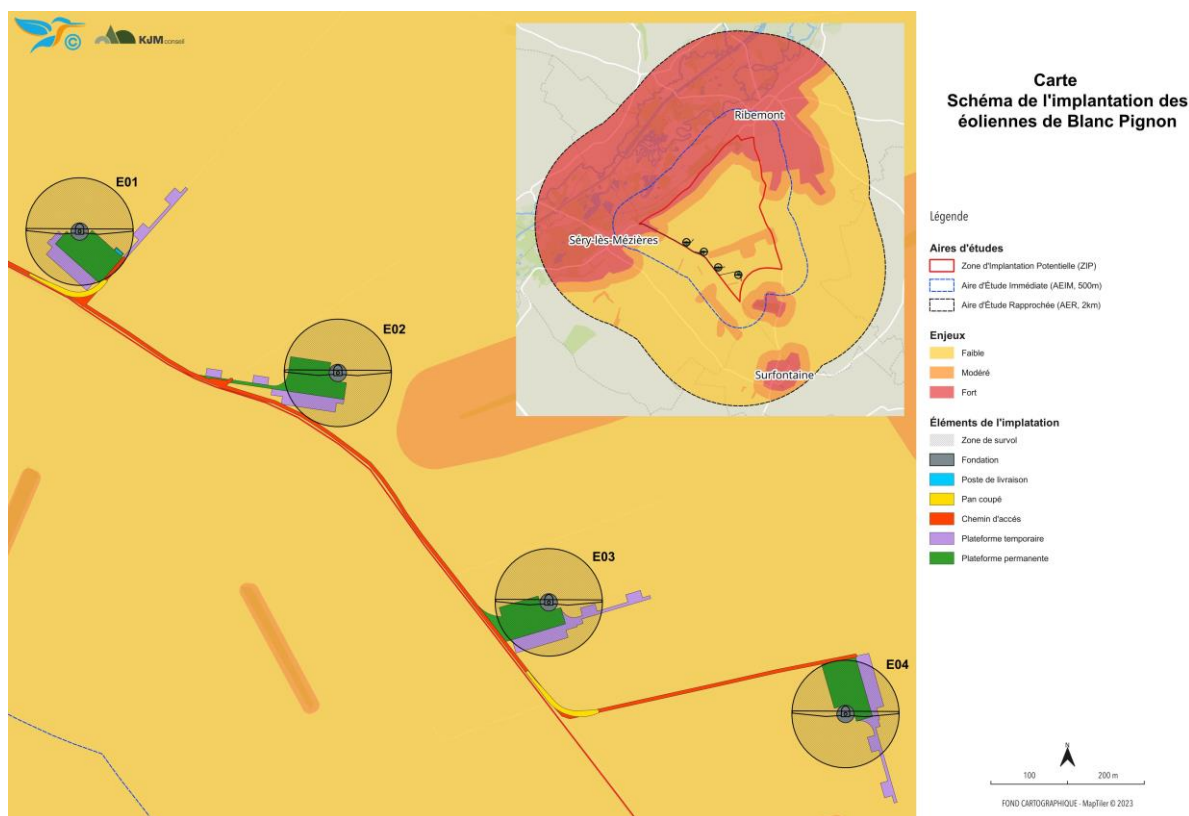 ©
KJM conseil
E01
E02
E03
E04
Ribemont
Séry-lès-Mézières
Surfontaine
Carte
Schéma de l'implantation des
éoliennes de Blanc Pignon
Légende
Aires d'études
Zone d'Implantation Potentielle (ZIP)
Aire d'Étude Immédiate (AEIM, 500m)
Aire d'Étude Rapprochée (AER, 2km)
Enjeux
Faible
Modéré
Fort
Éléments de l'implatation
Zone de survol
Fondation
Poste de livraison
Pan coupé
Chemin d'accés
Plateforme temporaire
Plateforme permanente
N
100 200 m
FOND CARTOGRAPHIQUE - MapTiler © 2023